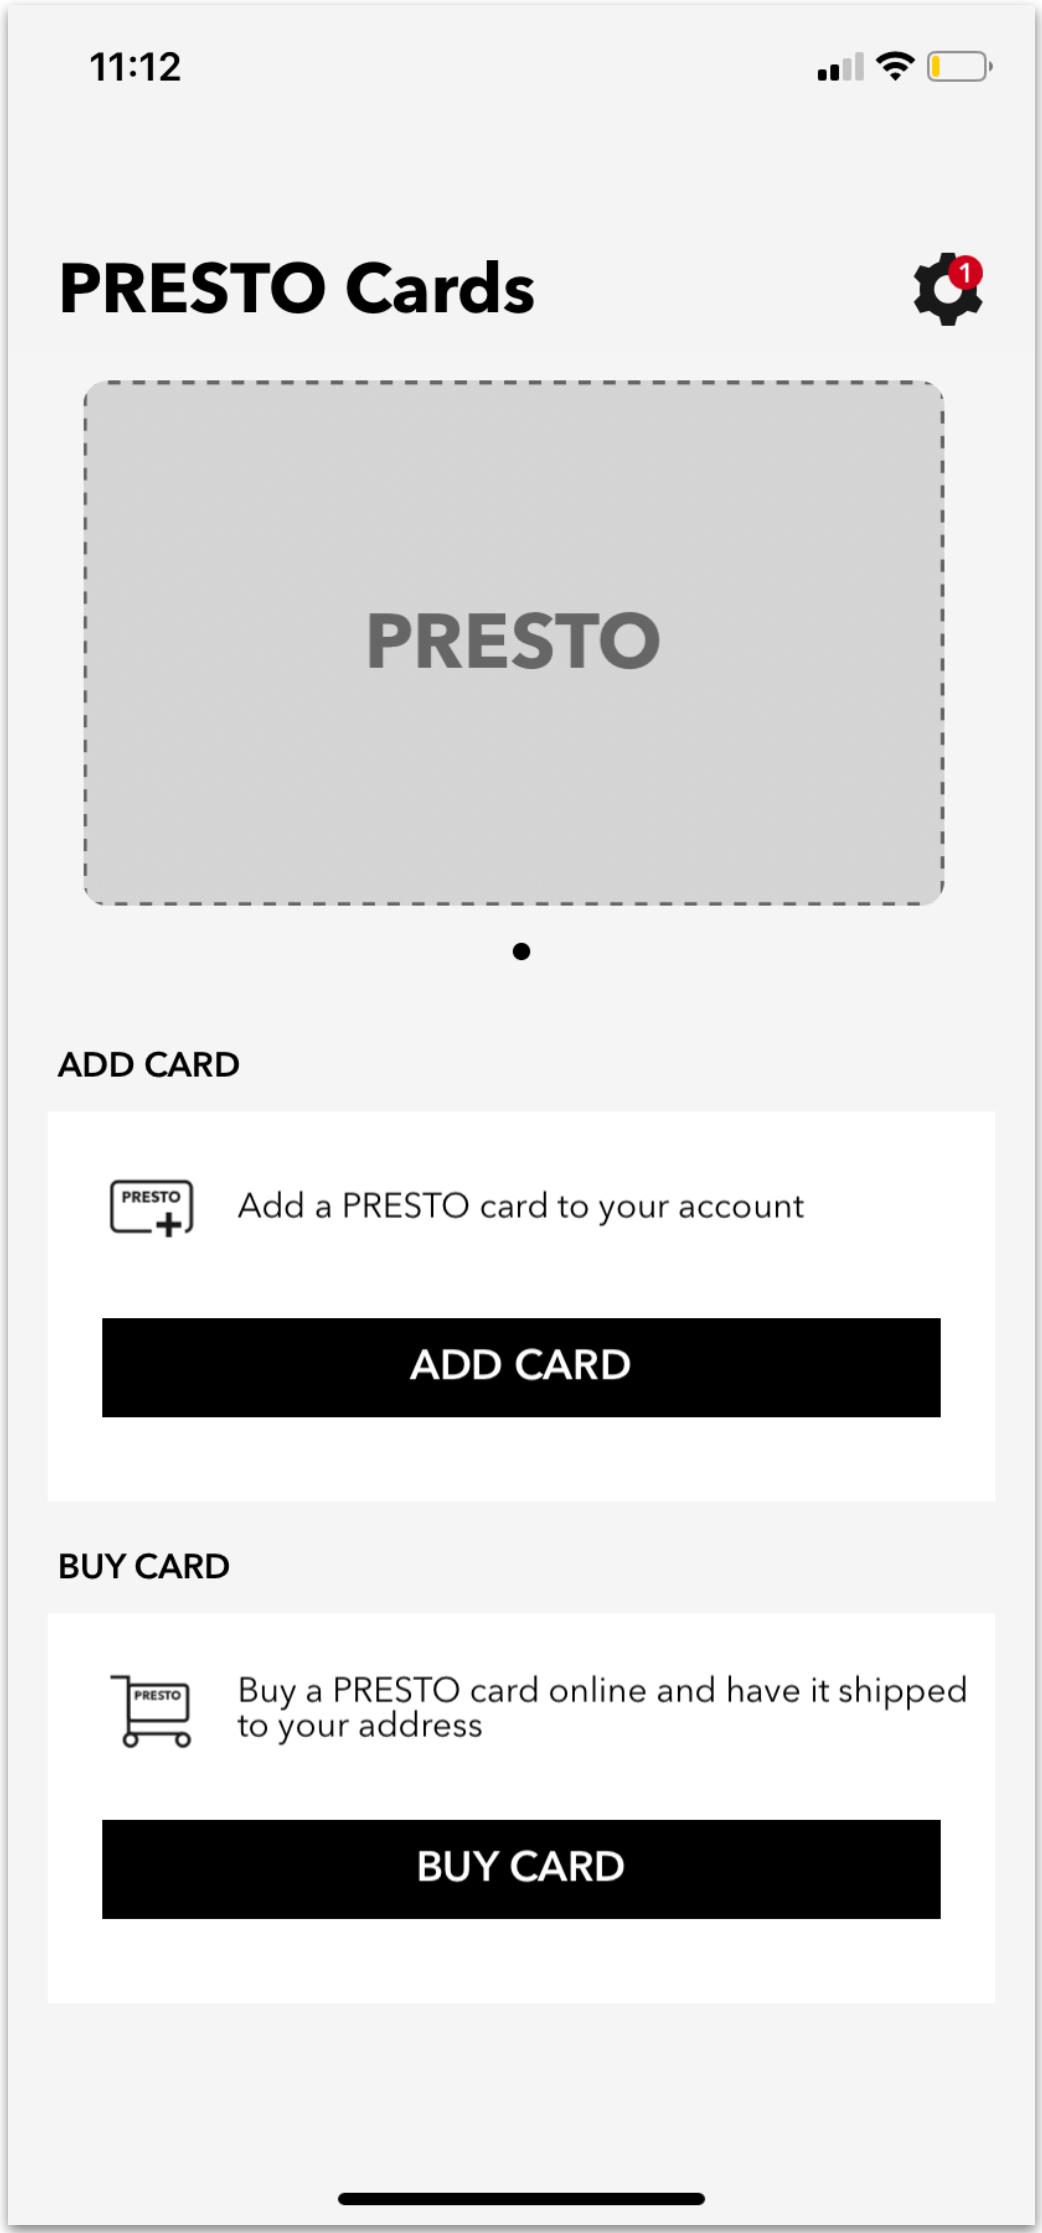 11:12
PRESTO Cards
1
PRESTO
ADD CARD
PRESTO
Add a PRESTO card to your account
ADD CARD
BUY CARD
PRESTO
Buy a PRESTO card online and have it shipped
to your address
BUY CARD